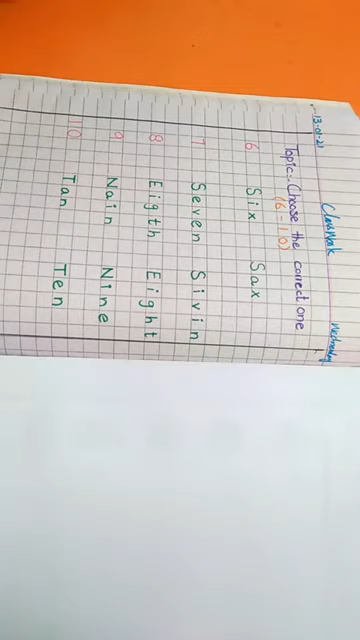 ClassWork
13-01-21 Wednesday
Topic:- Choose the correct one
(6-10)
6 Six Sax
7 Seven Sivin
8 Eigth Eight
9 Nain Nine
10 Tan Ten